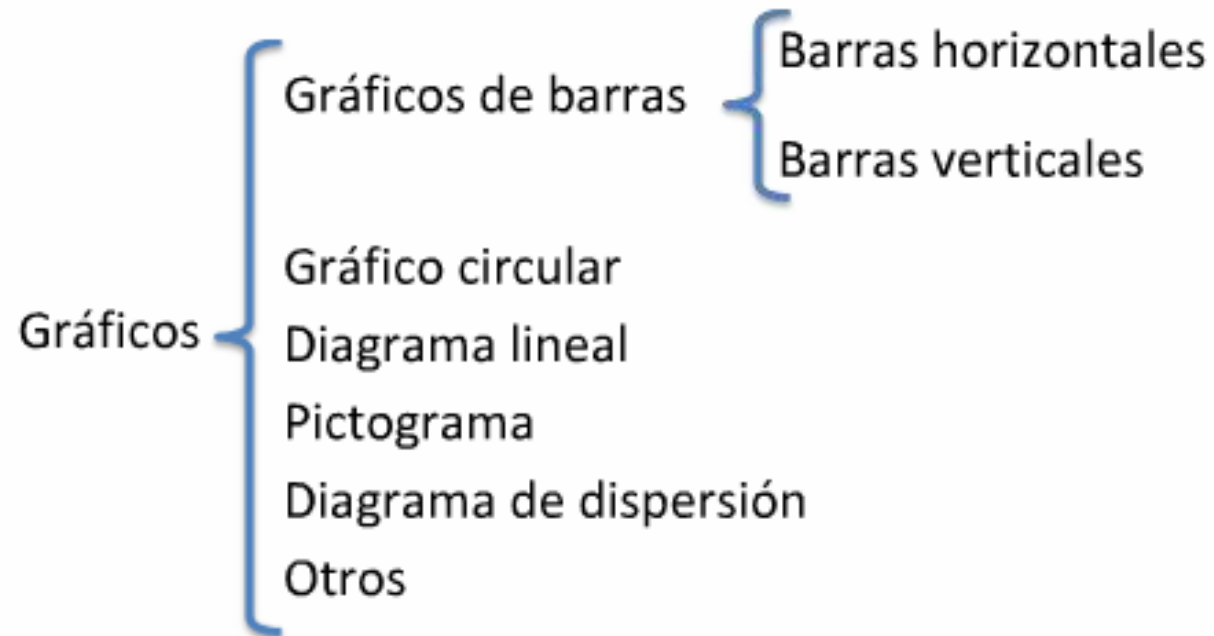 Gráficos
Gráficos de barras
Barras horizontales
Barras verticales
Gráfico circular
Diagrama lineal
Pictograma
Diagrama de dispersión
Otros